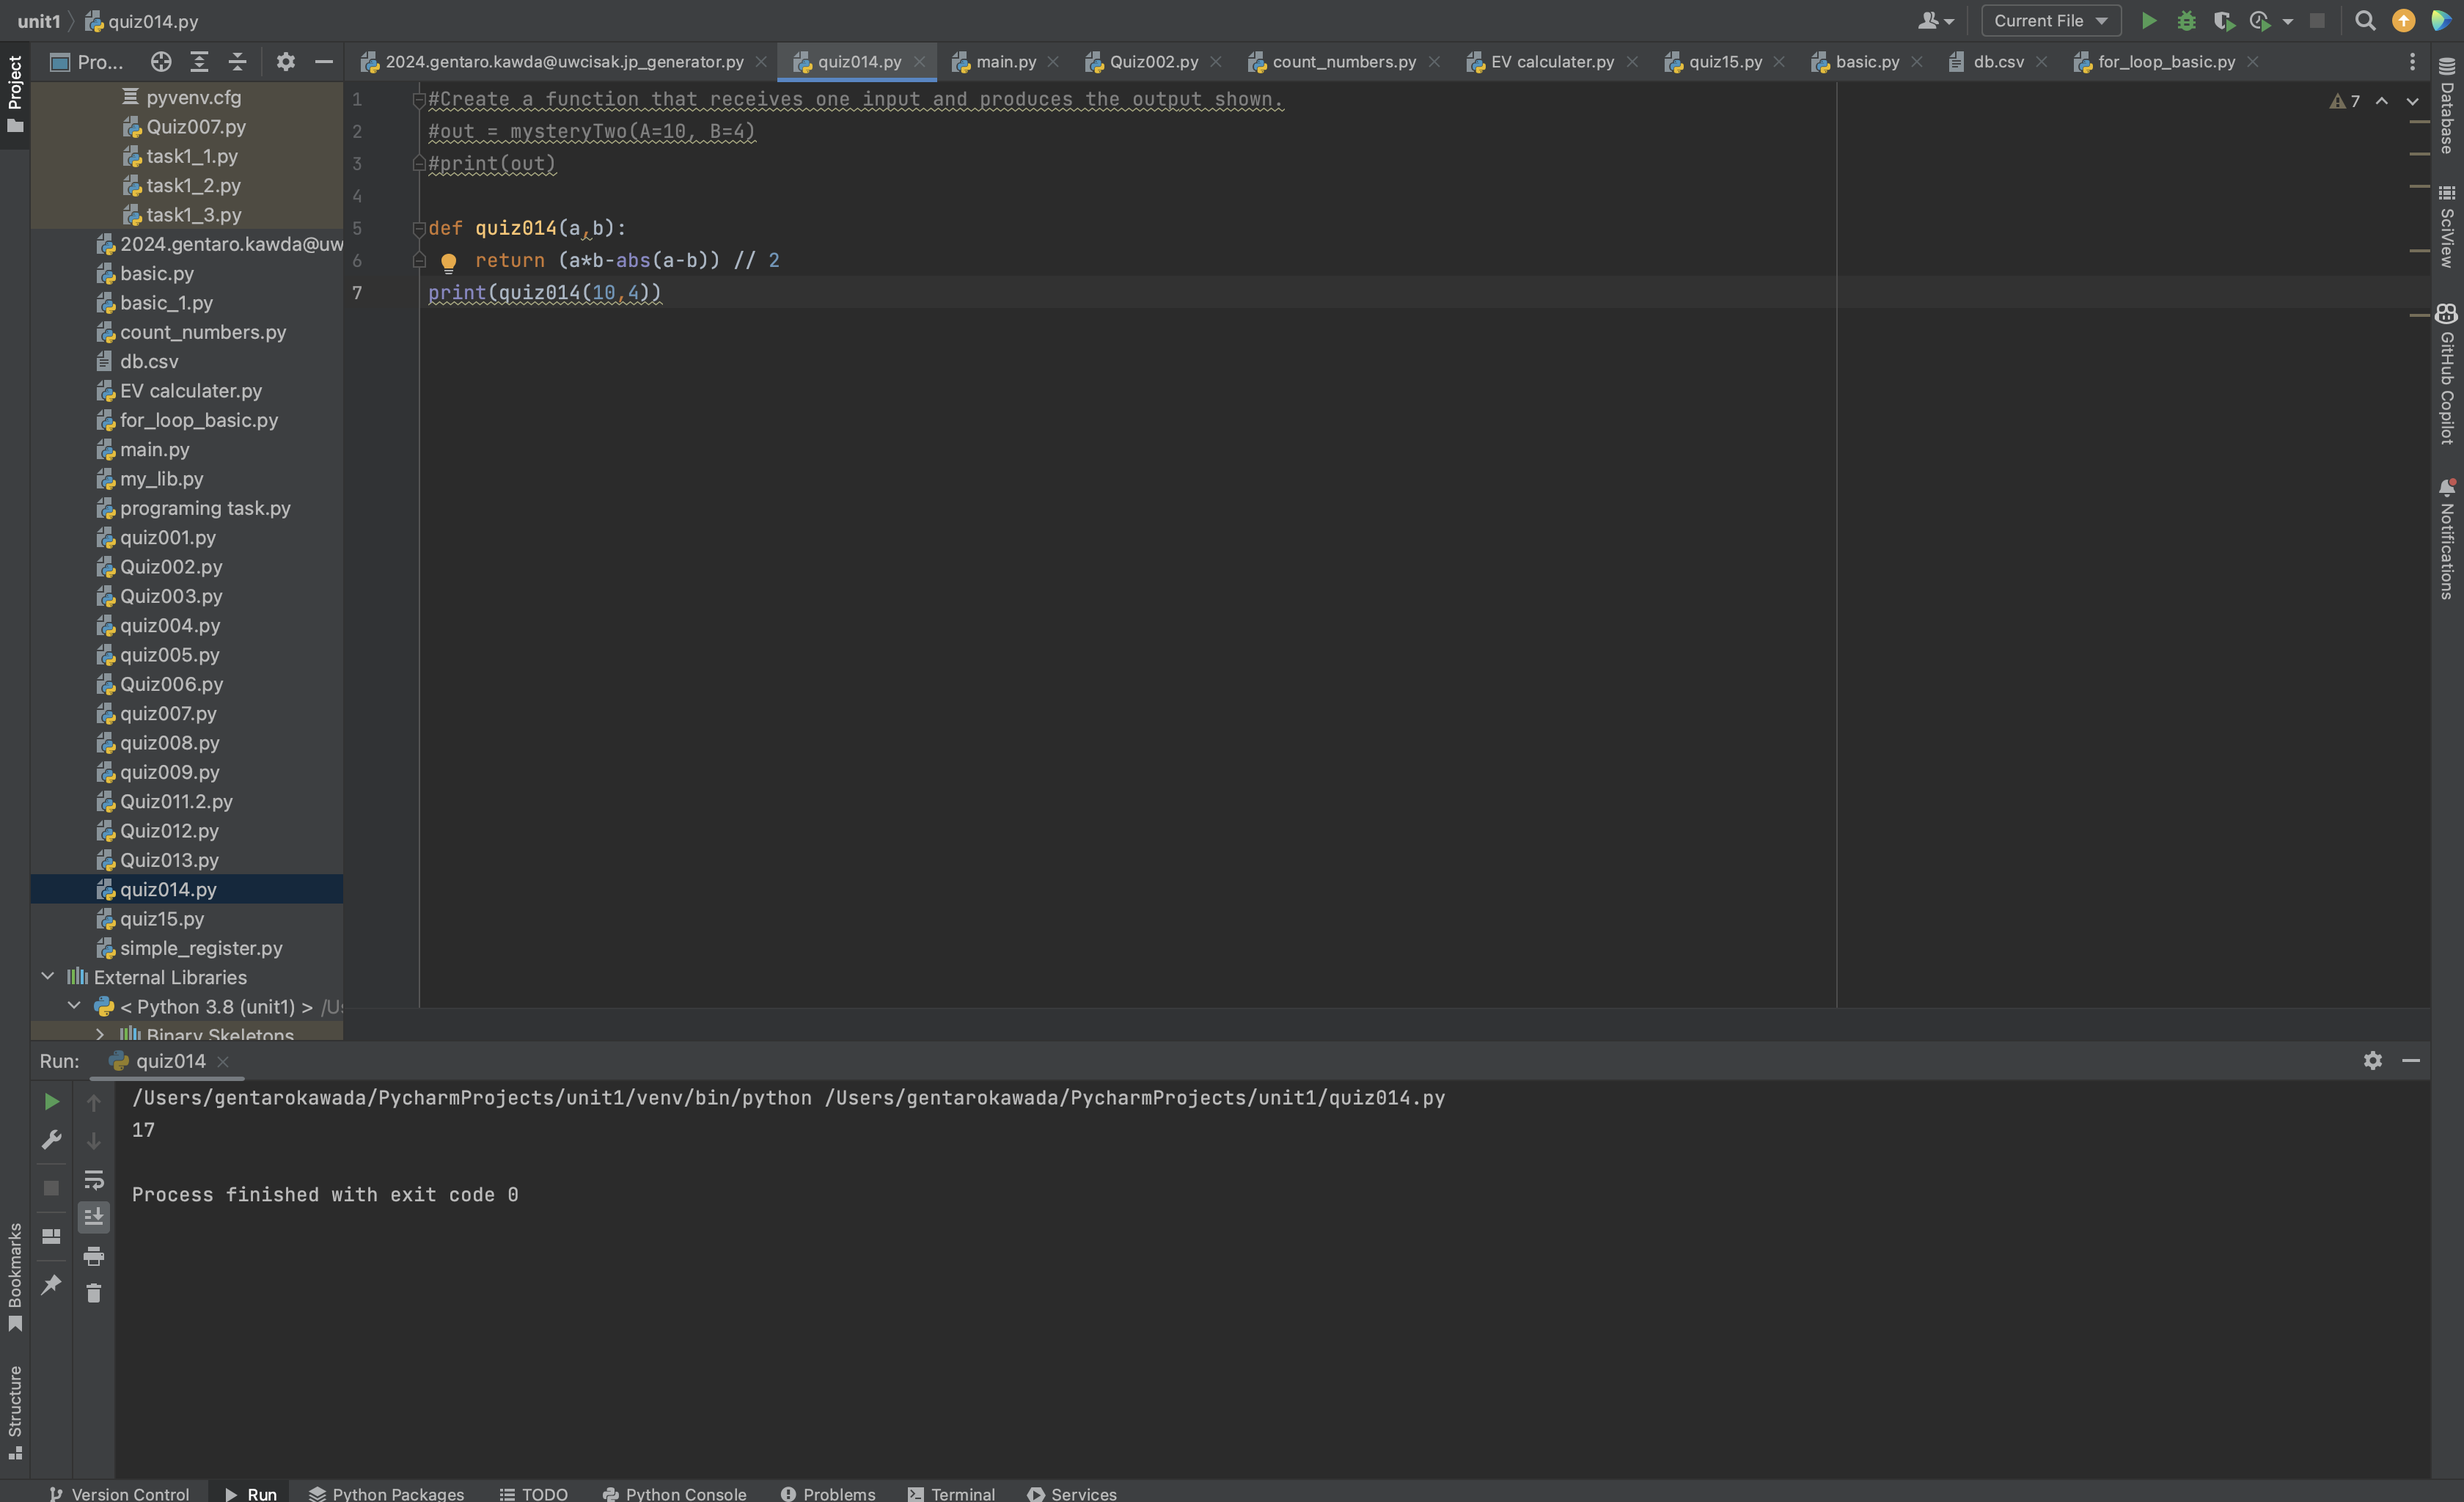 unit1 quiz014.py
Current File
Project
Pro...
2024.gentaro.kawda@uwcisak.jp_generator.py
quiz014.py
main.py
Quiz002.py
count_numbers.py
EV calculater.py
quiz15.py
basic.py
db.csv
for_loop_basic.py
pyvenv.cfg
Quiz007.py
task1_1.py
task1_2.py
task1_3.py
2024.gentaro.kawda@uw
basic.py
basic_1.py
count_numbers.py
db.csv
EV calculater.py
for_loop_basic.py
main.py
my_lib.py
programing task.py
quiz001.py
Quiz002.py
Quiz003.py
quiz004.py
quiz005.py
Quiz006.py
quiz007.py
quiz008.py
quiz009.py
Quiz011.2.py
Quiz012.py
Quiz013.py
quiz014.py
quiz15.py
simple_register.py
External Libraries
< Python 3.8 (unit1) > /Us
Binary Skeletons
1 #Create a function that receives one input and produces the output shown.
2 #out = mysteryTwo(A=10, B=4)
3 #print(out)
4
5 def quiz014(a,b):
6 return (a*b-abs(a-b)) // 2
7 print(quiz014(10,4))
7
Database
SciView
GitHub Copilot
Notifications
Run: quiz014
/Users/gentarokawada/PycharmProjects/unit1/venv/bin/python /Users/gentarokawada/PycharmProjects/unit1/quiz014.py
17
Process finished with exit code 0
Bookmarks
Structure
Version Control
Run
Python Packages
TODO
Python Console
Problems
Terminal
Services